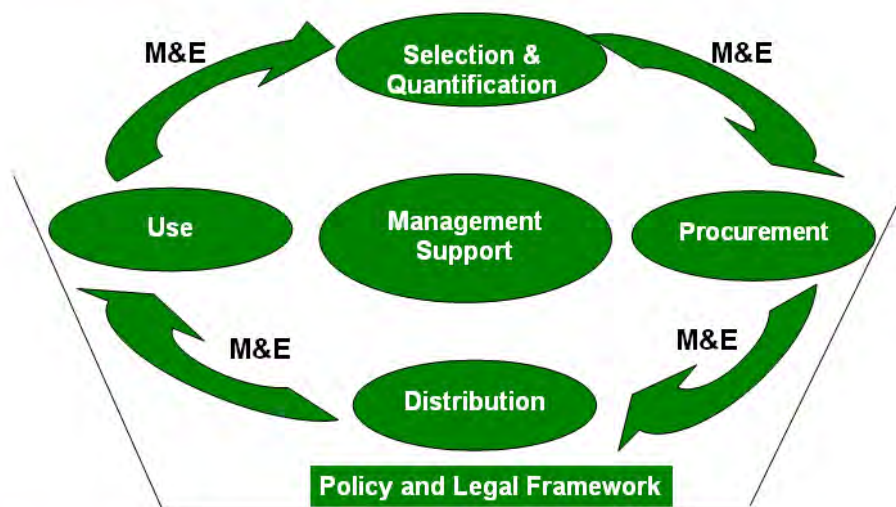 M&E
Selection &
Quantification
M&E
Use
Management
Support
Procurement
M&E
M&E
Distribution
Policy and Legal Framework